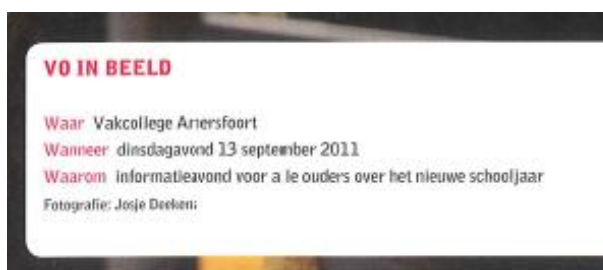 VO IN BEELD
Waar Vakcollege Amersfoort
Wanneer dinsdagavond 13 september 2011
Waarom informatieavond voor alle ouders over het nieuwe schooljaar
Fotografie: Josje Deekens